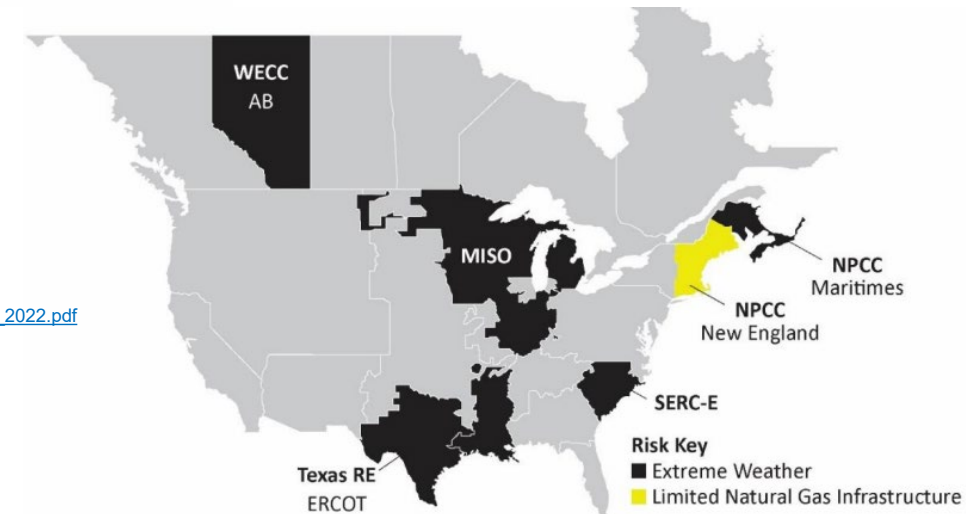 WECC
AB
MISO
_2022.pdf
NPCC
Maritimes
NPCC
New England
SERC-E
Texas RE
ERCOT
Risk Key
Extreme Weather
Limited Natural Gas Infrastructure